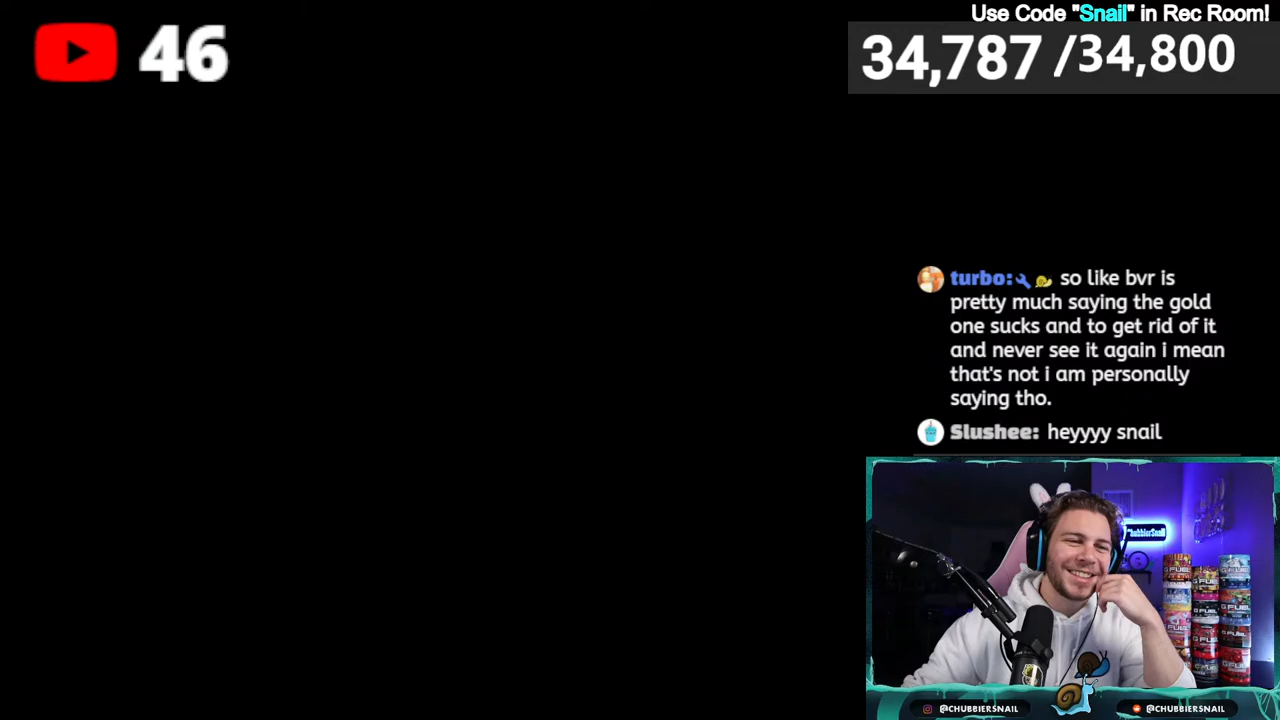 Use Code "Snail" in Rec Room!
46
34,787 /34,800
turbo: so like bvr is
pretty much saying the gold
one sucks and to get rid of it
and never see it again i mean
that's not i am personally
saying tho.
Slushee: heyyyy snail
ChubbierSnail
G FUEL
@CHUBBIERSNAIL
@CHUBBIERSNAIL